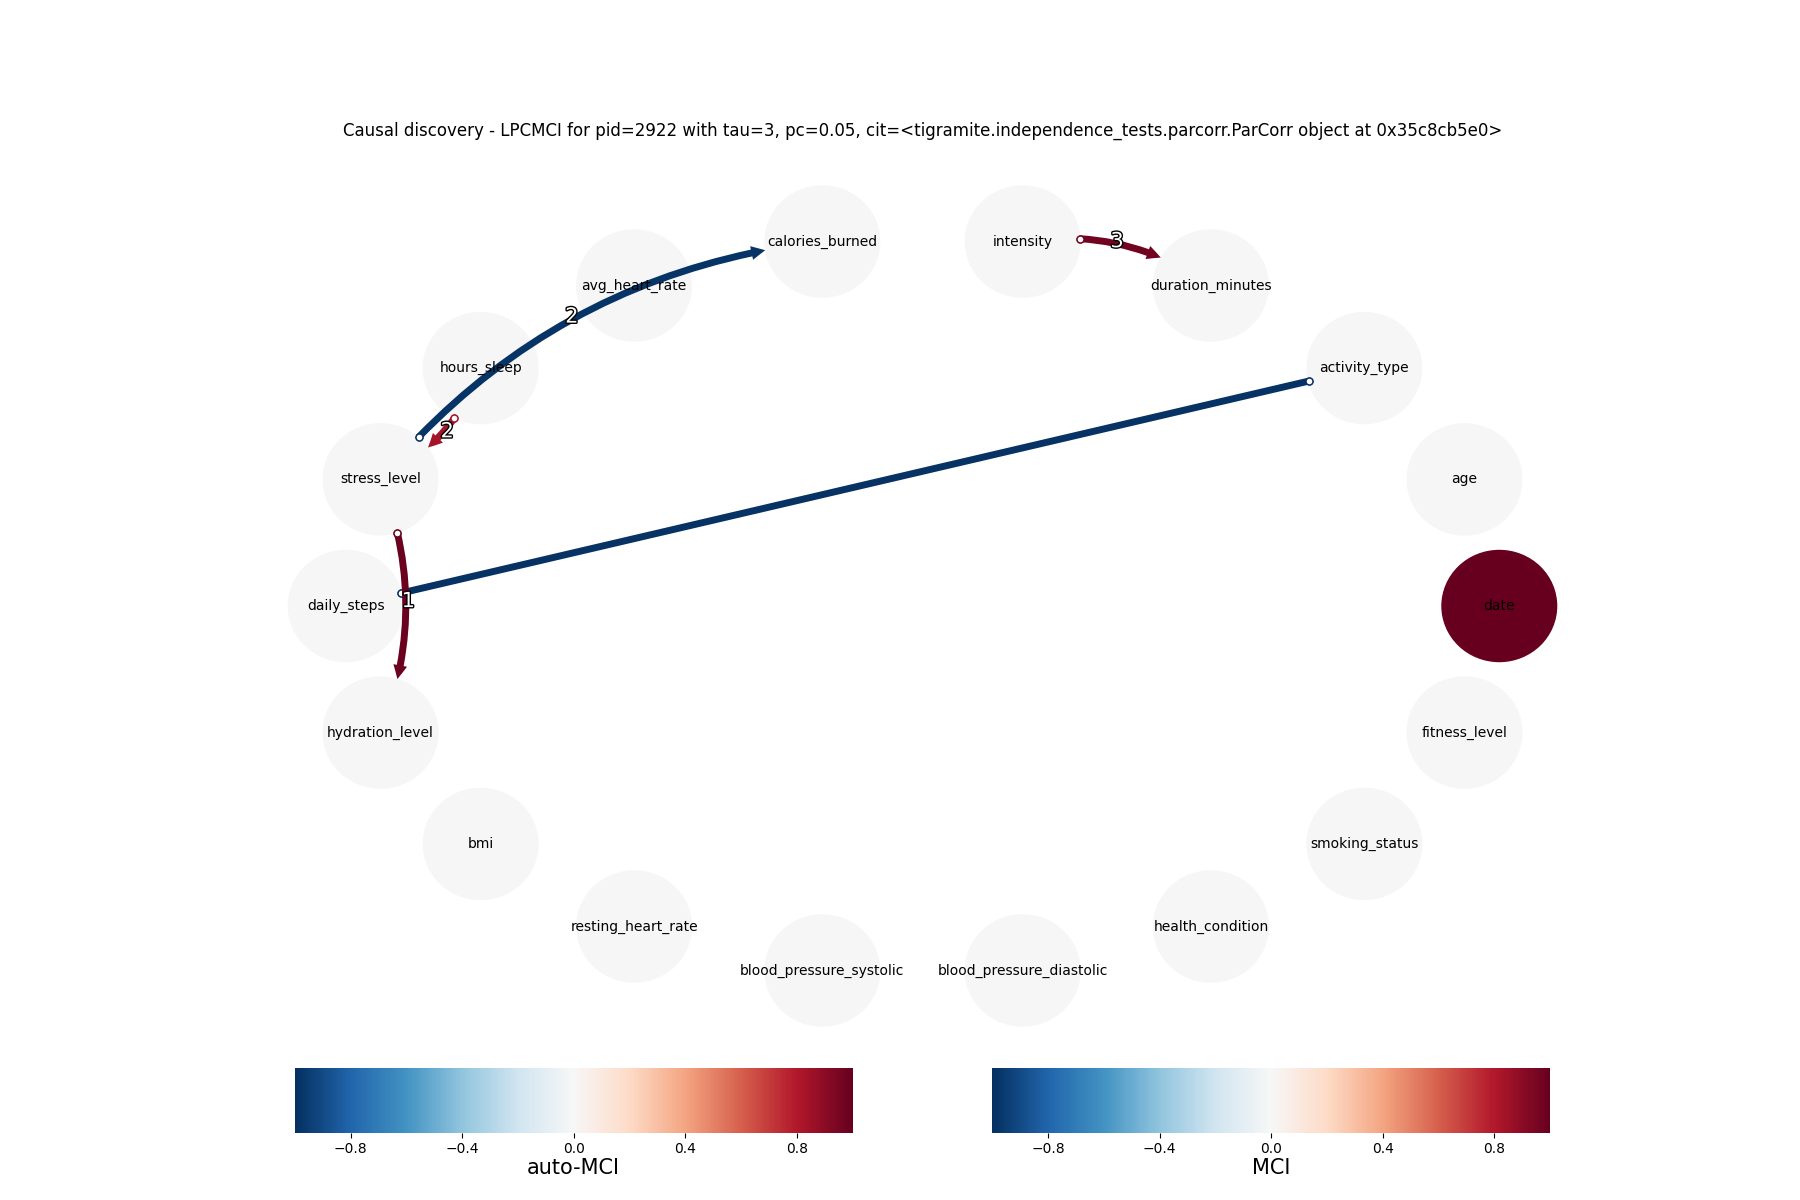 Causal discovery - LPCMCI for pid=2922 with tau=3, pc=0.05, cit=<tigramite.independence_tests.parcorr.ParCorr object at 0x35c8cb5e0>
calories_burned
intensity
3
avg_heart_rate
duration_minutes
2
hours_sleep
activity_type
2
stress_level
age
daily_steps
1
date
hydration_level
fitness_level
bmi
smoking_status
resting_heart_rate
health_condition
blood_pressure_systolic
blood_pressure_diastolic
−0.8 −0.4 0.0 0.4 0.8
auto-MCI
−0.8 −0.4 0.0 0.4 0.8
MCI